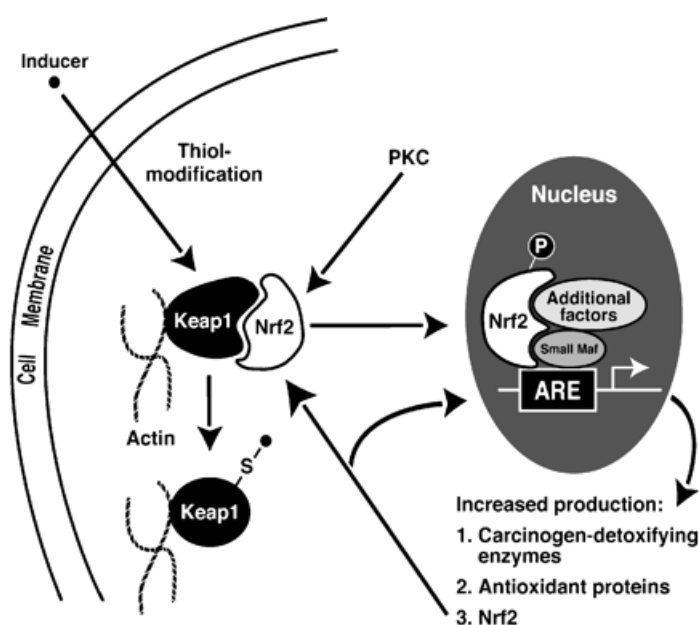 Inducer
Thiol-
modification
PKC
Nucleus
Cell Membrane
Keap1
Nrf2
P
Nrf2
Additional
factors
Small Maf
ARE
Actin
S
Keap1
Increased production:
1. Carcinogen-detoxifying
enzymes
2. Antioxidant proteins
3. Nrf2